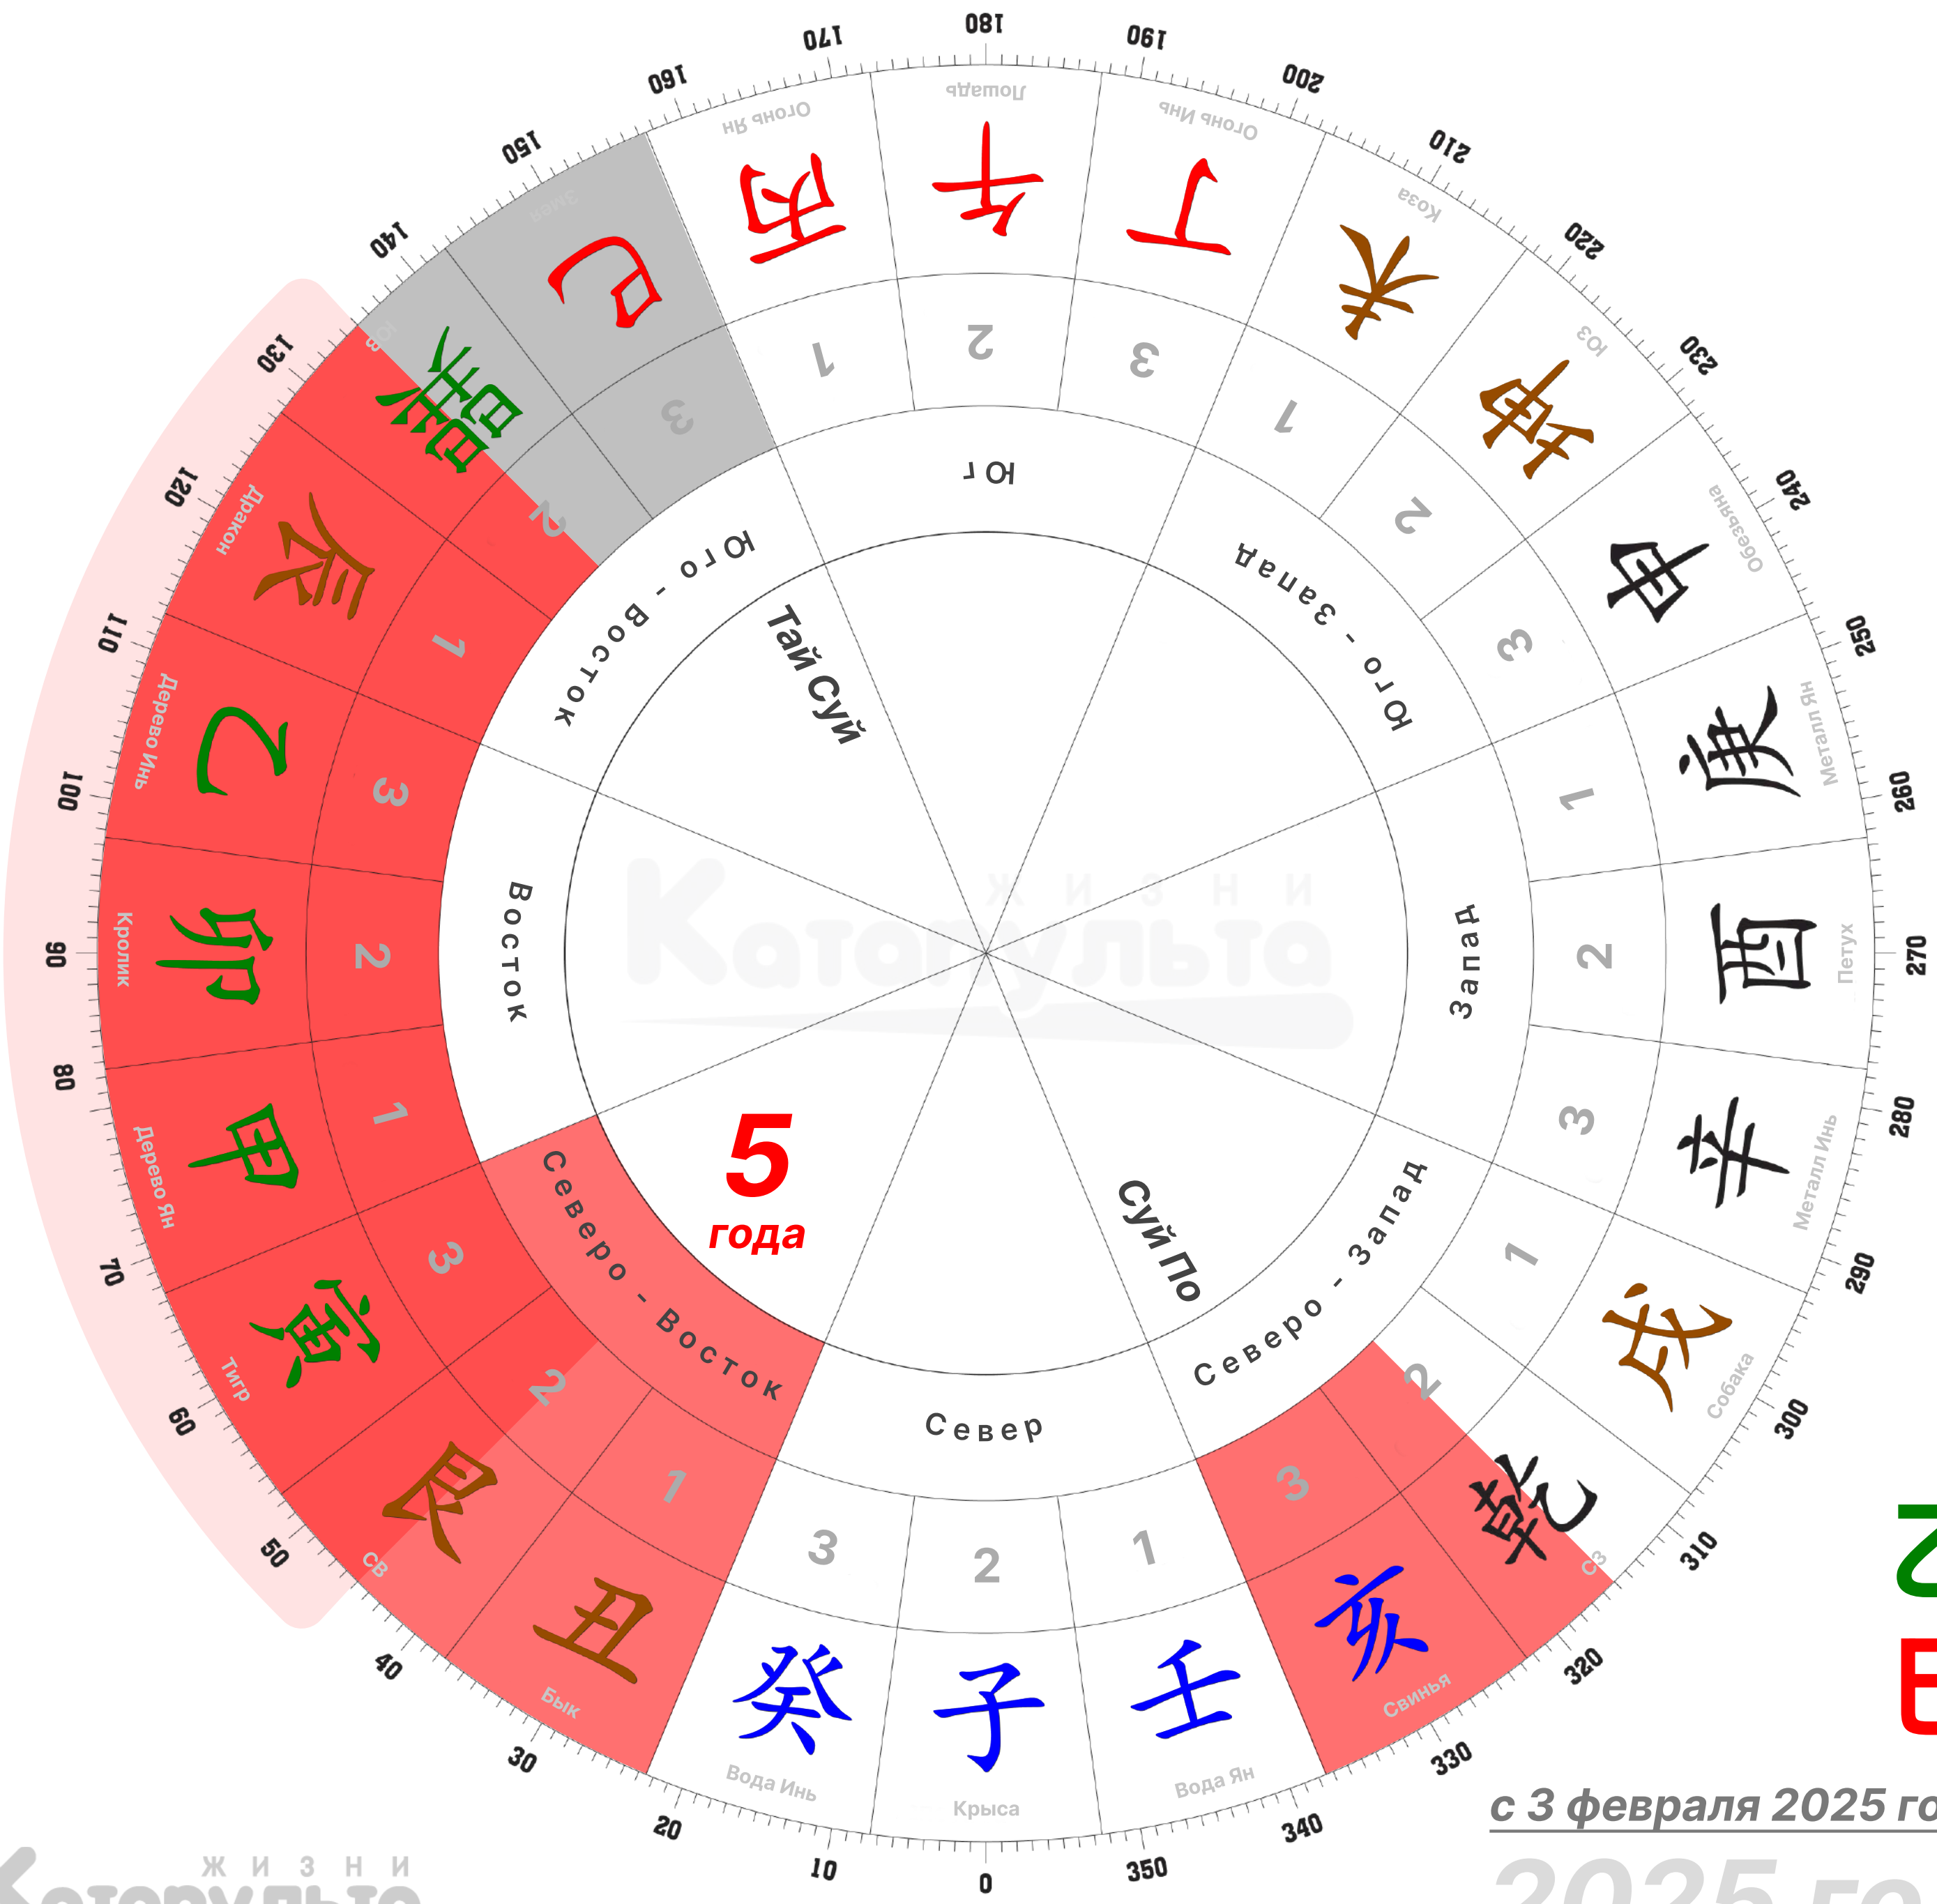 180
190
200
210
220
230
240
250
260
270
280
290
300
310
320
330
340
350
0
10
20
30
40
50
60
70
80
90
100
110
120
130
140
150
160
170
Лошадь
午
2
Огонь Инь
丁
3
Коза
未
1
ЮЗ
坤
2
Обезьяна
申
3
Металл Ян
庚
1
Петух
酉
2
Металл Инь
辛
3
Собака
戌
1
СЗ
乾
2
Свинья
亥
3
Вода Ян
壬
1
Крыса
子
2
Вода Инь
癸
3
Бык
丑
1
СВ
艮
2
Тигр
寅
3
Дерево Ян
甲
1
Кролик
卯
2
Дерево Инь
乙
3
Дракон
辰
1
ЮВ
巽
2
Змея
巳
3
Огонь Ян
丙
1
Юг
Юго - Запад
Запад
Северо - Запад
Север
Северо - Восток
Восток
Юго - Восток
Тай Суй
Суй По
5
года
жизни
Катапульта
с 3 февраля 2025 го
2025 го
жизни
Катапульта